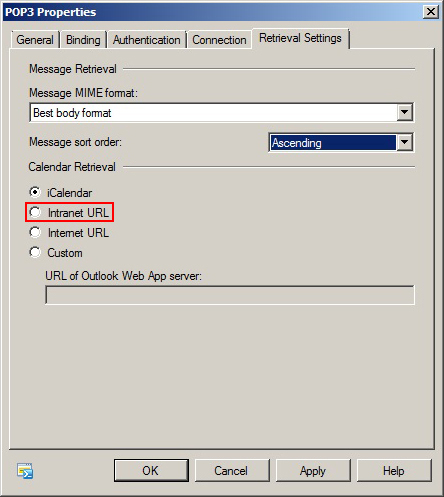 POP3 Properties
General Binding Authentication Connection Retrieval Settings
Message Retrieval
Message MIME format:
Best body format
Message sort order: Ascending
Calendar Retrieval
iCalendar
Intranet URL
Internet URL
Custom
URL of Outlook Web App server:
OK Cancel Apply Help